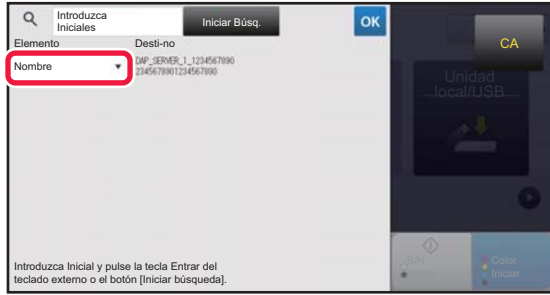 Introduzca
Iniciales
Iniciar Búsq.
OK
CA
Elemento
Desti-no
Nombre
DAP_SERVER_1_1234567890
2345678901234567890
Unidad
local/USB
Introduzca Inicial y pulse la tecla Entrar del
teclado externo o el botón [Iniciar búsqueda].
B/N
Color
Iniciar